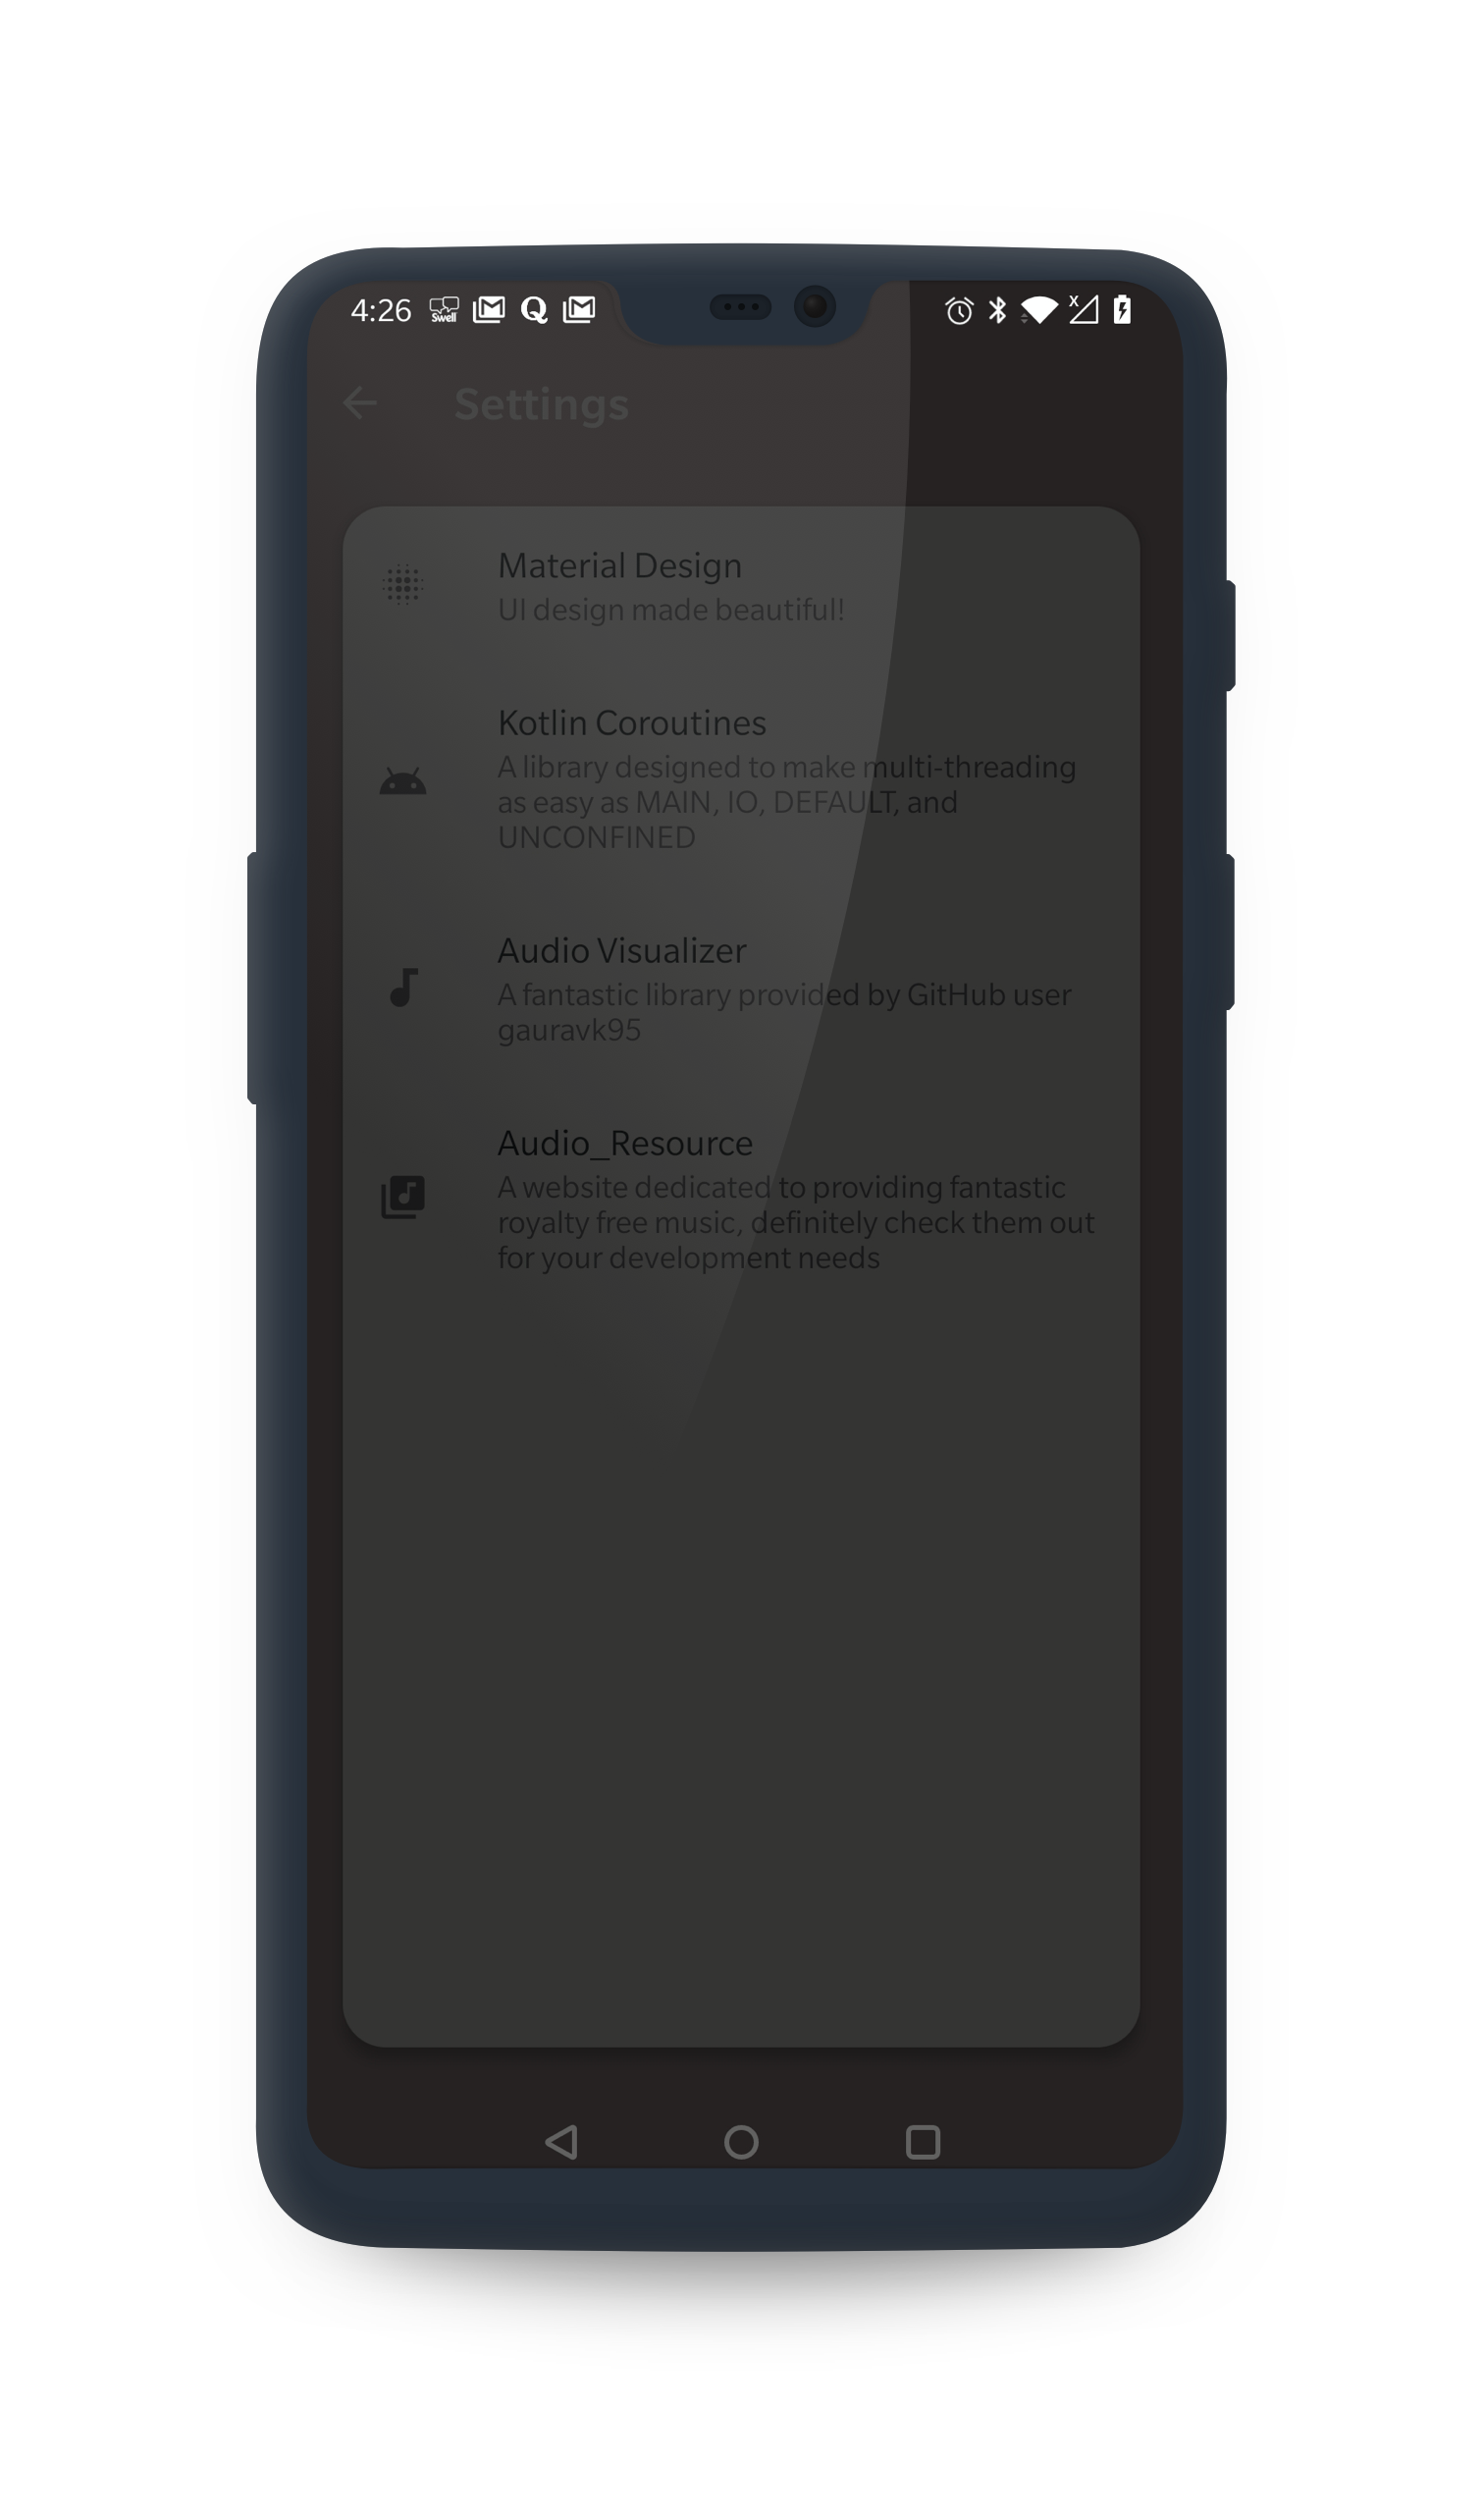 4:26 Swell Q X
Settings
Material Design
UI design made beautiful!
Kotlin Coroutines
A library designed to make multi-threading
as easy as MAIN, IO, DEFAULT, and
UNCONFINED
Audio Visualizer
A fantastic library provided by GitHub user
gauravk95
Audio_Resource
A website dedicated to providing fantastic
royalty free music, definitely check them out
for your development needs